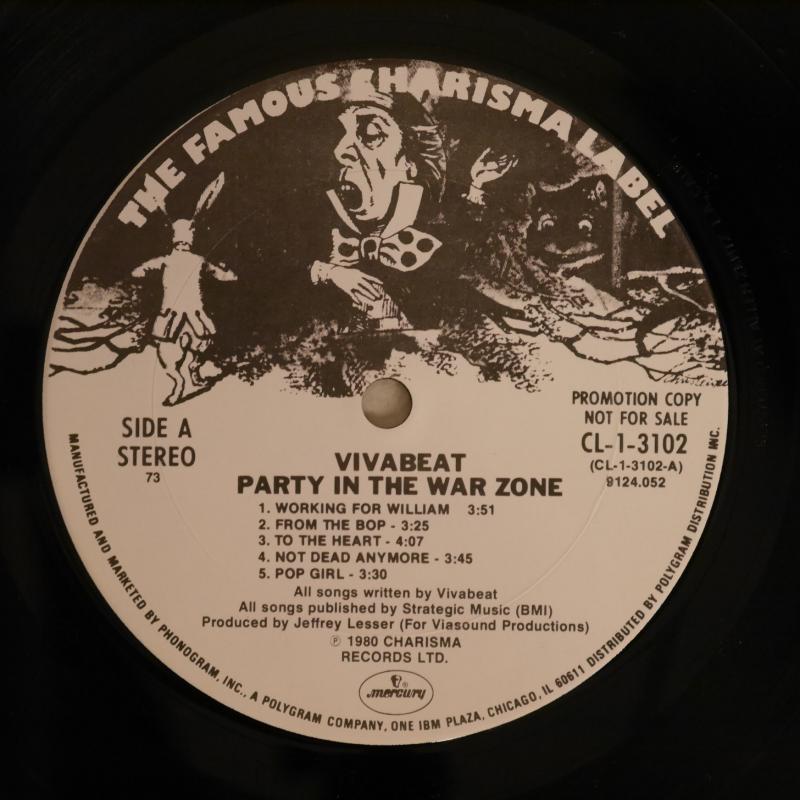 THE FAMOUS CHARISMA LABEL
SIDE A
STEREO
73
PROMOTION COPY
NOT FOR SALE
CL-1-3102
(CL-1-3102-A)
9124.052
VIVABEAT
PARTY IN THE WAR ZONE
1. WORKING FOR WILLIAM 3:51
2. FROM THE BOP - 3:25
3. TO THE HEART - 4:07
4. NOT DEAD ANYMORE - 3:45
5. POP GIRL - 3:30
All songs written by Vivabeat
All songs published by Strategic Music (BMI)
Produced by Jeffrey Lesser (For Viasound Productions)
℗ 1980 CHARISMA
RECORDS LTD.
mercury ®
MANUFACTURED AND MARKETED BY PHONOGRAM, INC., A POLYGRAM COMPANY, ONE IBM PLAZA, CHICAGO, IL 60611 DISTRIBUTED BY POLYGRAM DISTRIBUTION INC.